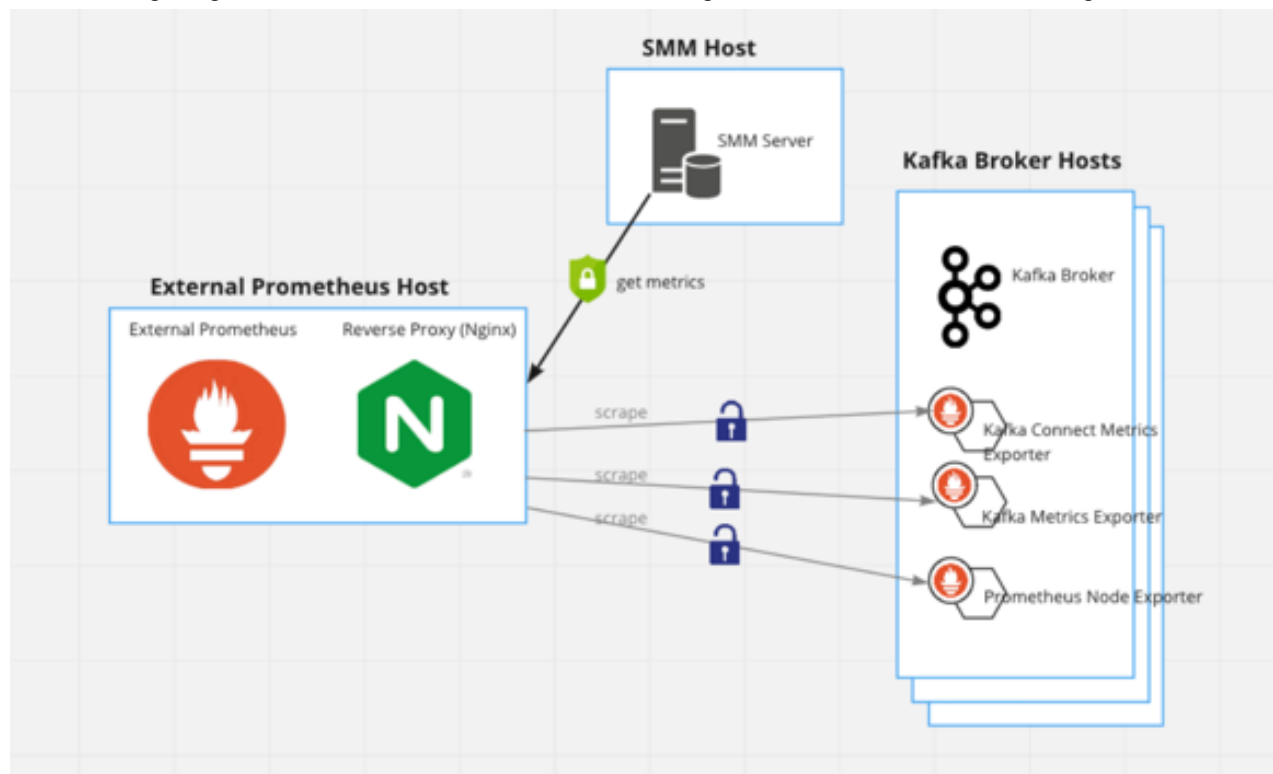 SMM Host
SMM Server
Kafka Broker Hosts
Kafka Broker
get metrics
External Prometheus Host
External Prometheus
Reverse Proxy (Nginx)
N
scrape
Kafka Connect Metrics
Exporter
scrape
Kafka Metrics Exporter
scrape
Prometheus Node Exporter